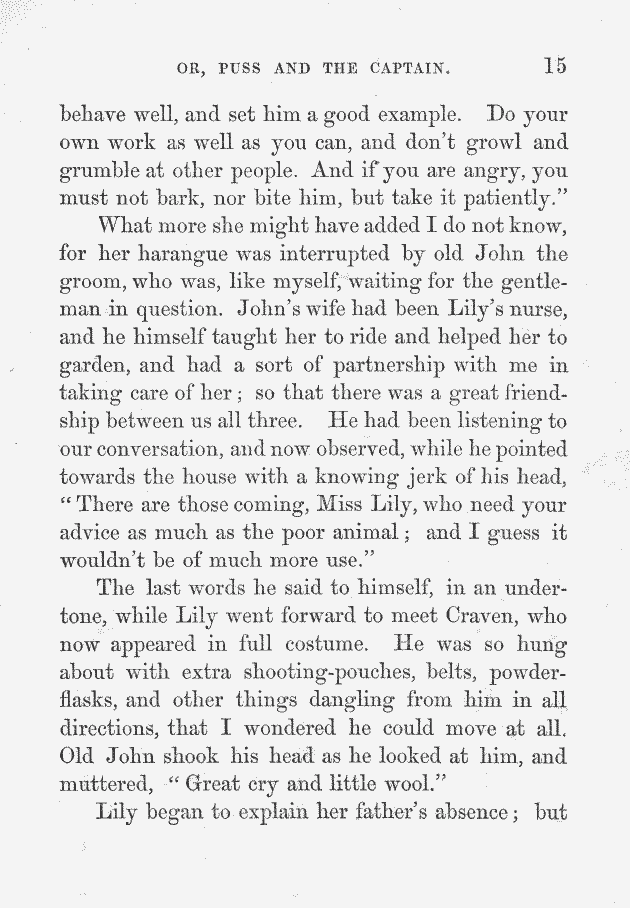 OR, PUSS AND THE CAPTAIN. 15
behave well, and set him a good example. Do your
own work as well as you can, and don't growl and
grumble at other people. And if you are angry, you
must not bark, nor bite him, but take it patiently.”
What more she might have added I do not know,
for her harangue was interrupted by old John the
groom, who was, like myself, waiting for the gentle-
man in question. John's wife had been Lily's nurse,
and he himself taught her to ride and helped her to
garden, and had a sort of partnership with me in
taking care of her; so that there was a great friend-
ship between us all three. He had been listening to
our conversation, and now observed, while he pointed
towards the house with a knowing jerk of his head,
“There are those coming, Miss Lily, who need your
advice as much as the poor animal; and I guess it
wouldn't be of much more use.”
The last words he said to himself, in an under-
tone, while Lily went forward to meet Craven, who
now appeared in full costume. He was so hung
about with extra shooting-pouches, belts, powder-
flasks, and other things dangling from him in all
directions, that I wondered he could move at all.
Old John shook his head as he looked at him, and
muttered, “Great cry and little wool.”
Lily began to explain her father's absence; but